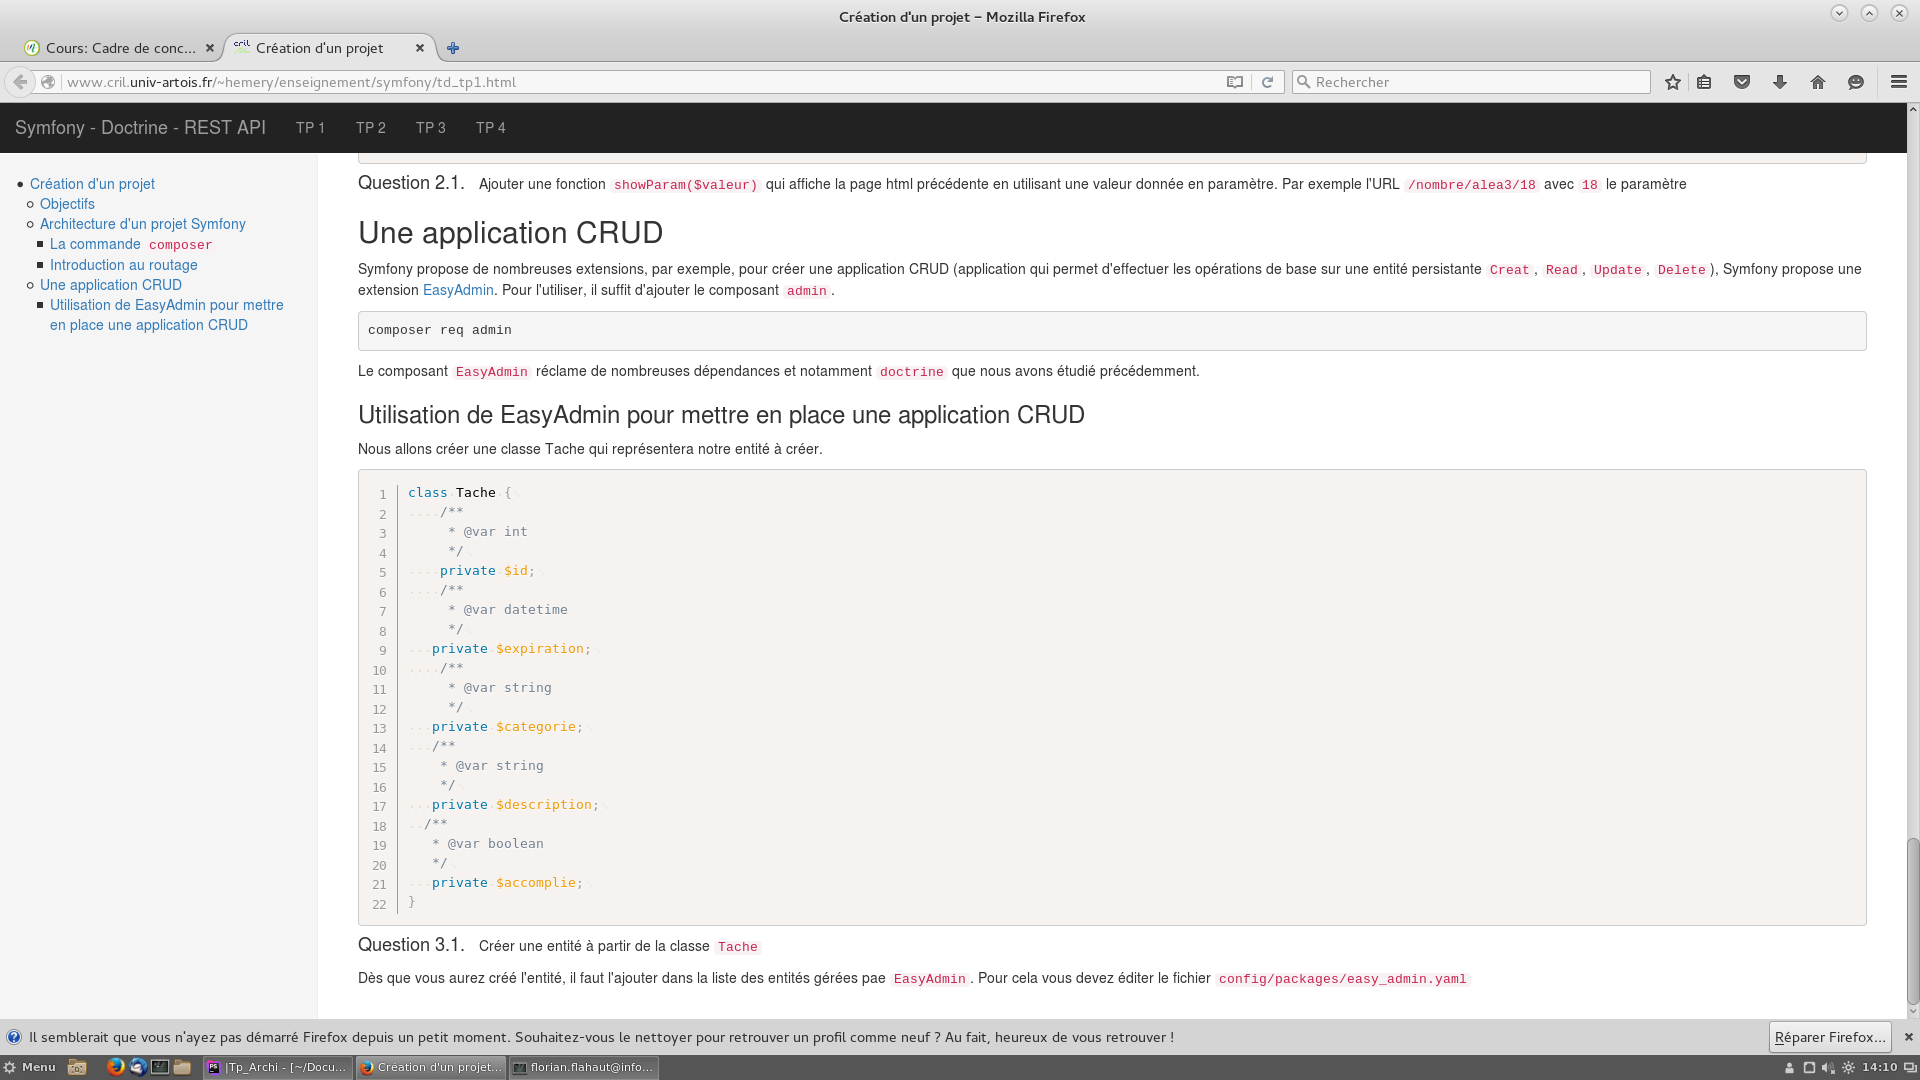 Création d'un projet – Mozilla Firefox
Cours: Cadre de conc...
Création d'un projet
www.cril.univ-artois.fr/~hemery/enseignement/symfony/td_tp1.html
Rechercher
Symfony - Doctrine - REST API TP 1 TP 2 TP 3 TP 4
Création d'un projet
Objectifs
Architecture d'un projet Symfony
La commande composer
Introduction au routage
Une application CRUD
Utilisation de EasyAdmin pour mettre
en place une application CRUD
Question 2.1. Ajouter une fonction showParam($valeur) qui affiche la page html précédente en utilisant une valeur donnée en paramètre. Par exemple l'URL /nombre/alea3/18 avec 18 le paramètre
Une application CRUD
Symfony propose de nombreuses extensions, par exemple, pour créer une application CRUD (application qui permet d'effectuer les opérations de base sur une entité persistante Creat, Read, Update, Delete), Symfony propose une
extension EasyAdmin. Pour l'utiliser, il suffit d'ajouter le composant admin.
composer req admin
Le composant EasyAdmin réclame de nombreuses dépendances et notamment doctrine que nous avons étudié précédemment.
Utilisation de EasyAdmin pour mettre en place une application CRUD
Nous allons créer une classe Tache qui représentera notre entité à créer.
1 class Tache {
2 /**
3 * @var int
4 */
5 private $id;
6 /**
7 * @var datetime
8 */
9 private $expiration;
10 /**
11 * @var string
12 */
13 private $categorie;
14 /**
15 * @var string
16 */
17 private $description;
18 /**
19 * @var boolean
20 */
21 private $accomplie;
22 }
Question 3.1. Créer une entité à partir de la classe Tache
Dès que vous aurez créé l'entité, il faut l'ajouter dans la liste des entités gérées pae EasyAdmin. Pour cela vous devez éditer le fichier config/packages/easy_admin.yaml
Il semblerait que vous n'ayez pas démarré Firefox depuis un petit moment. Souhaitez-vous le nettoyer pour retrouver un profil comme neuf ? Au fait, heureux de vous retrouver !
Réparer Firefox...
Menu
|Tp_Archi - [~/Docu...
Création d'un projet...
florian.flahaut@info...
14:10